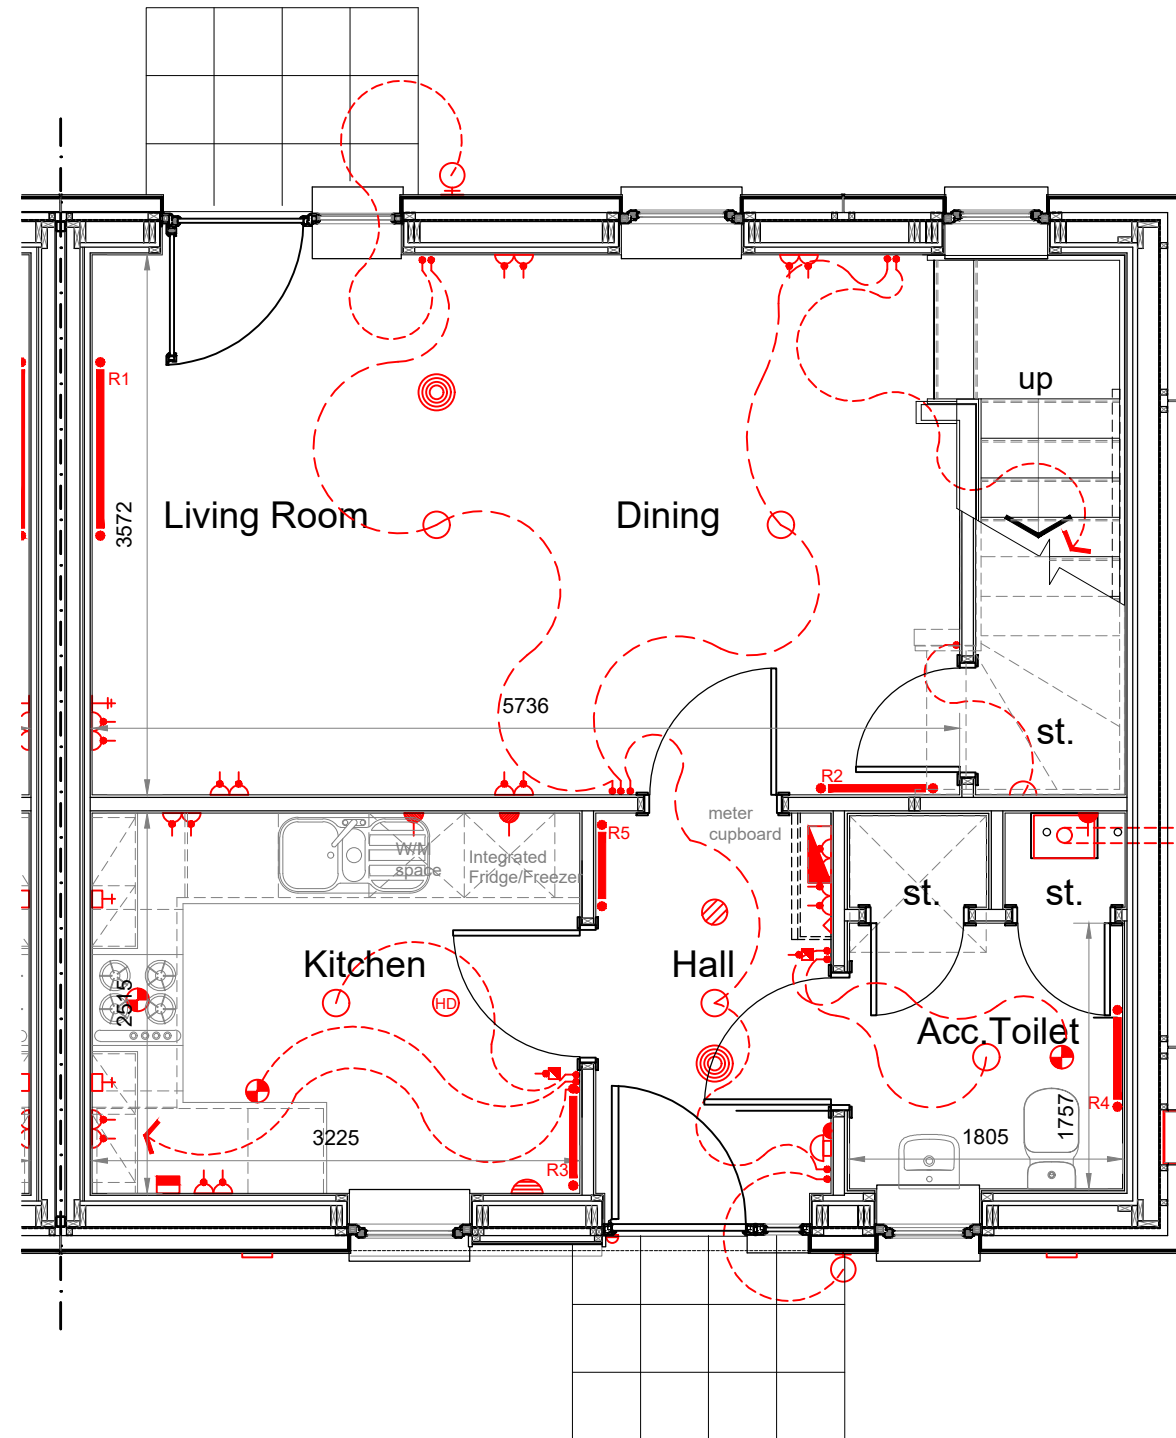 R1
up
3572
Living Room
Dining
5736
st.
R2
meter
cupboard
R5
W/M
space
Integrated
Fridge/Freezer
st.
st.
Kitchen
Hall
2515
HD
Acc.Toilet
R4
1757
3225
1805
R3